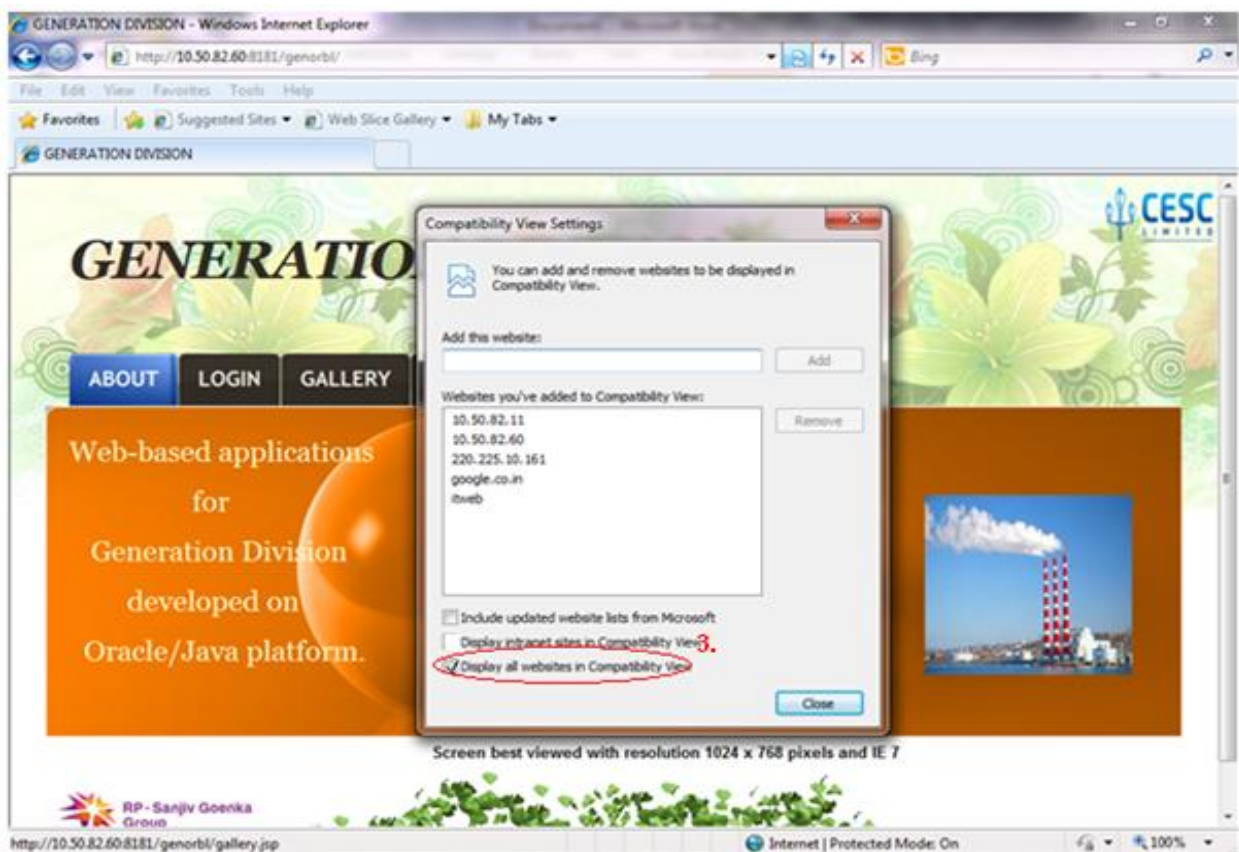 GENERATION DIVISION - Windows Internet Explorer
http://10.50.82.60:8181/genorbl/
Bing
File Edit View Favorites Tools Help
Favorites Suggested Sites Web Slice Gallery My Tabs
GENERATION DIVISION
CESC
LIMITED
GENERATIO
ABOUT LOGIN GALLERY
Web-based applications
for
Generation Division
developed on
Oracle/Java platform.
Compatibility View Settings
You can add and remove websites to be displayed in
Compatibility View.
Add this website:
Add
Websites you've added to Compatibility View:
10.50.82.11
10.50.82.60
220.225.10.161
google.co.in
itweb
Remove
Include updated website lists from Microsoft
Display intranet sites in Compatibility View
3.
Display all websites in Compatibility View
Close
Screen best viewed with resolution 1024 x 768 pixels and IE 7
RP-Sanjiv Goenka
Group
http://10.50.82.60:8181/genorbl/gallery.jsp
Internet | Protected Mode: On
100%